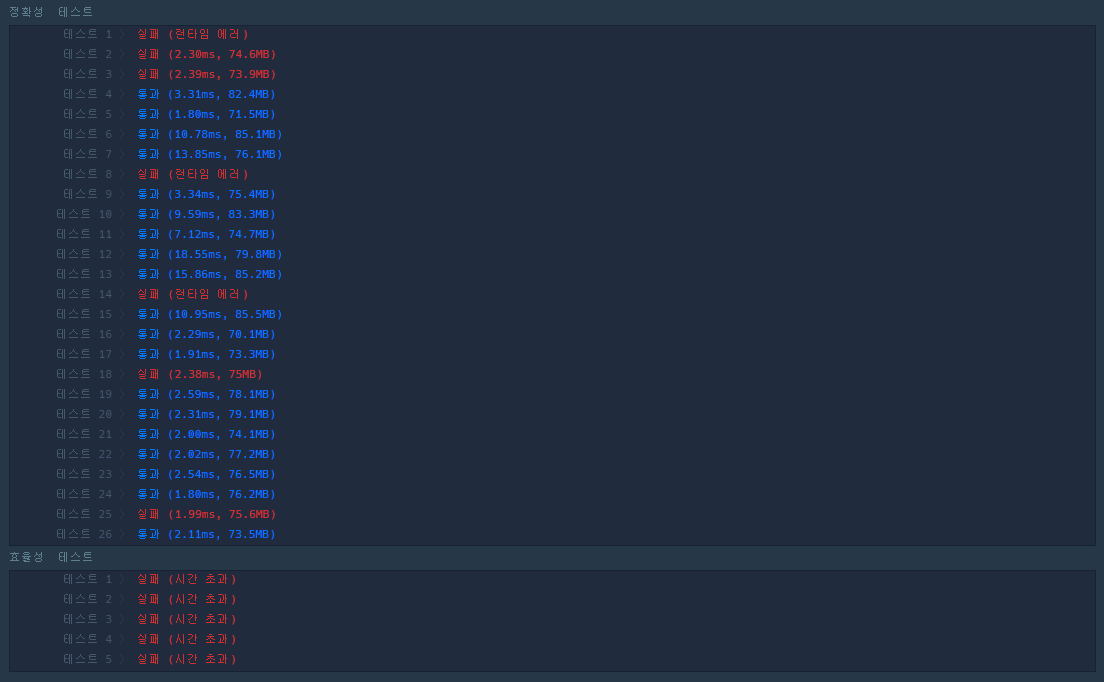 정확성 테스트
테스트 1 〉 실패 (런타임 에러)
테스트 2 〉 실패 (2.30ms, 74.6MB)
테스트 3 〉 실패 (2.39ms, 73.9MB)
테스트 4 〉 통과 (3.31ms, 82.4MB)
테스트 5 〉 통과 (1.80ms, 71.5MB)
테스트 6 〉 통과 (10.78ms, 85.1MB)
테스트 7 〉 통과 (13.85ms, 76.1MB)
테스트 8 〉 실패 (런타임 에러)
테스트 9 〉 통과 (3.34ms, 75.4MB)
테스트 10 〉 통과 (9.59ms, 83.3MB)
테스트 11 〉 통과 (7.12ms, 74.7MB)
테스트 12 〉 통과 (18.55ms, 79.8MB)
테스트 13 〉 통과 (15.86ms, 85.2MB)
테스트 14 〉 실패 (런타임 에러)
테스트 15 〉 통과 (10.95ms, 85.5MB)
테스트 16 〉 통과 (2.29ms, 70.1MB)
테스트 17 〉 통과 (1.91ms, 73.3MB)
테스트 18 〉 실패 (2.38ms, 75MB)
테스트 19 〉 통과 (2.59ms, 78.1MB)
테스트 20 〉 통과 (2.31ms, 79.1MB)
테스트 21 〉 통과 (2.00ms, 74.1MB)
테스트 22 〉 통과 (2.02ms, 77.2MB)
테스트 23 〉 통과 (2.54ms, 76.5MB)
테스트 24 〉 통과 (1.80ms, 76.2MB)
테스트 25 〉 실패 (1.99ms, 75.6MB)
테스트 26 〉 통과 (2.11ms, 73.5MB)
효율성 테스트
테스트 1 〉 실패 (시간 초과)
테스트 2 〉 실패 (시간 초과)
테스트 3 〉 실패 (시간 초과)
테스트 4 〉 실패 (시간 초과)
테스트 5 〉 실패 (시간 초과)